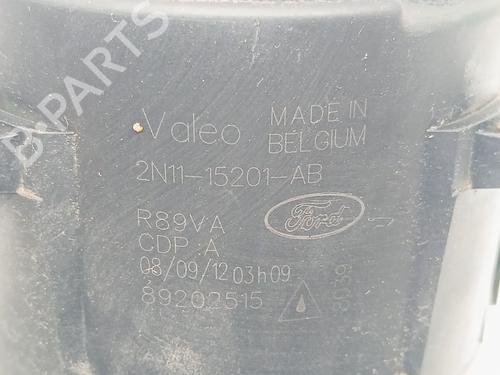 B PARTS
Valeo MADE IN
BELGIUM
2N11-15201-AB
R89VA
CDP A
Ford
08/09/12 03h09
89202515